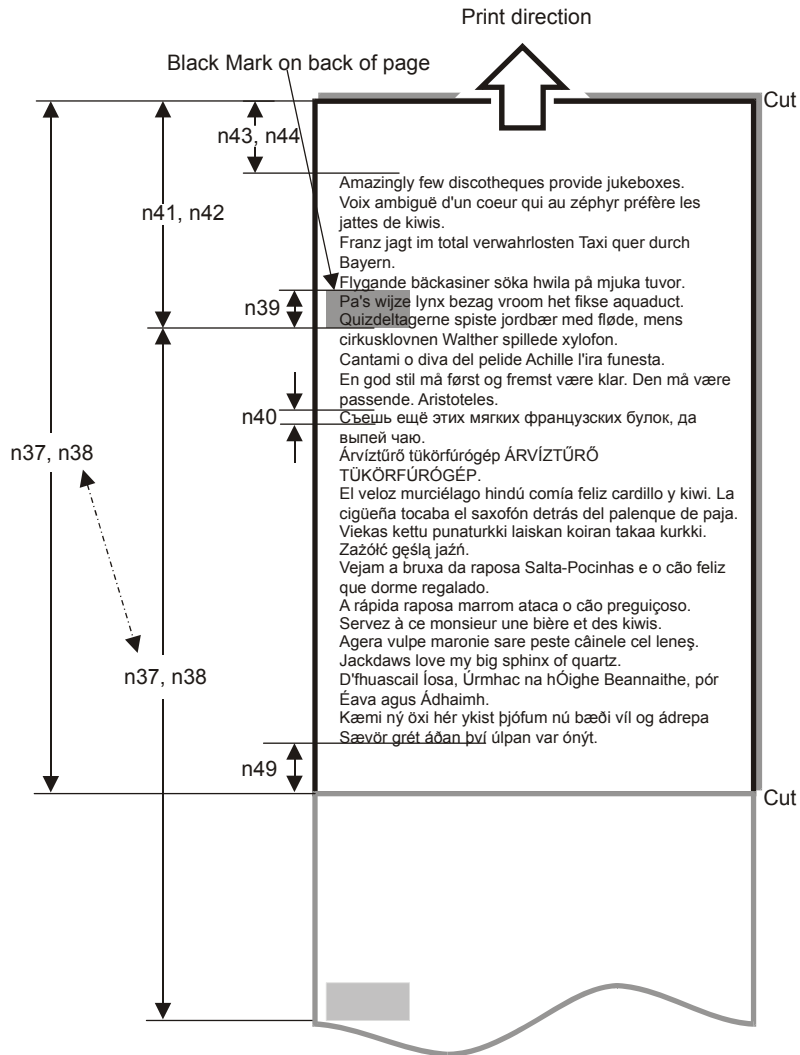 Print direction
Black Mark on back of page
Cut
n43, n44
n41, n42
Amazingly few discotheques provide jukeboxes.
Voix ambiguë d'un coeur qui au zéphyr préfère les
jattes de kiwis.
Franz jagt im total verwahrlosten Taxi quer durch
Bayern.
Flygande bäckasiner söka hwila på mjuka tuvor.
n39
Pa's wijze lynx bezag vroom het fikse aquaduct.
Quizdeltagerne spiste jordbær med fløde, mens
cirkusklovnen Walther spillede xylofon.
Cantami o diva del pelide Achille l'ira funesta.
En god stil må først og fremst være klar. Den må være
passende. Aristoteles.
n40
Съешь ещё этих мягких французских булок, да
выпей чаю.
n37, n38
Árvíztűrő tükörfúrógép ÁRVÍZTŰRŐ
TÜKÖRFÚRÓGÉP.
El veloz murciélago hindú comía feliz cardillo y kiwi. La
cigüeña tocaba el saxofón detrás del palenque de paja.
Viekas kettu punaturkki laiskan koiran takaa kurkki.
Zażółć gęślą jaźń.
Vejam a bruxa da raposa Salta-Pocinhas e o cão feliz
que dorme regalado.
A rápida raposa marrom ataca o cão preguiçoso.
Servez à ce monsieur une bière et des kiwis.
Agera vulpe maronie sare peste câinele cel leneş.
Jackdaws love my big sphinx of quartz.
n37, n38
D'fhuascail Íosa, Úrmhac na hÓighe Beannaithe, pór
Éava agus Ádhaimh.
Kæmi ný öxi hér ykist þjófum nú bæði víl og ádrepa
Sævör grét áðan því úlpan var ónýt.
n49
Cut